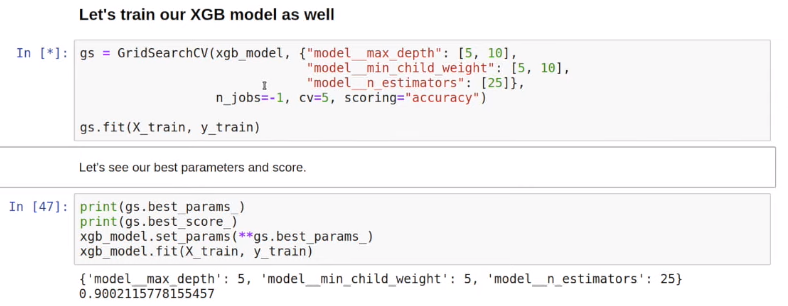 Let's train our XGB model as well
In [*]: gs = GridSearchCV(xgb_model, {"model__max_depth": [5, 10],
"model__min_child_weight": [5, 10],
"model__n_estimators": [25]},
n_jobs=-1, cv=5, scoring="accuracy")
gs.fit(X_train, y_train)
Let's see our best parameters and score.
In [47]: print(gs.best_params_)
print(gs.best_score_)
xgb_model.set_params(**gs.best_params_)
xgb_model.fit(X_train, y_train)
{'model__max_depth': 5, 'model__min_child_weight': 5, 'model__n_estimators': 25}
0.9002115778155457